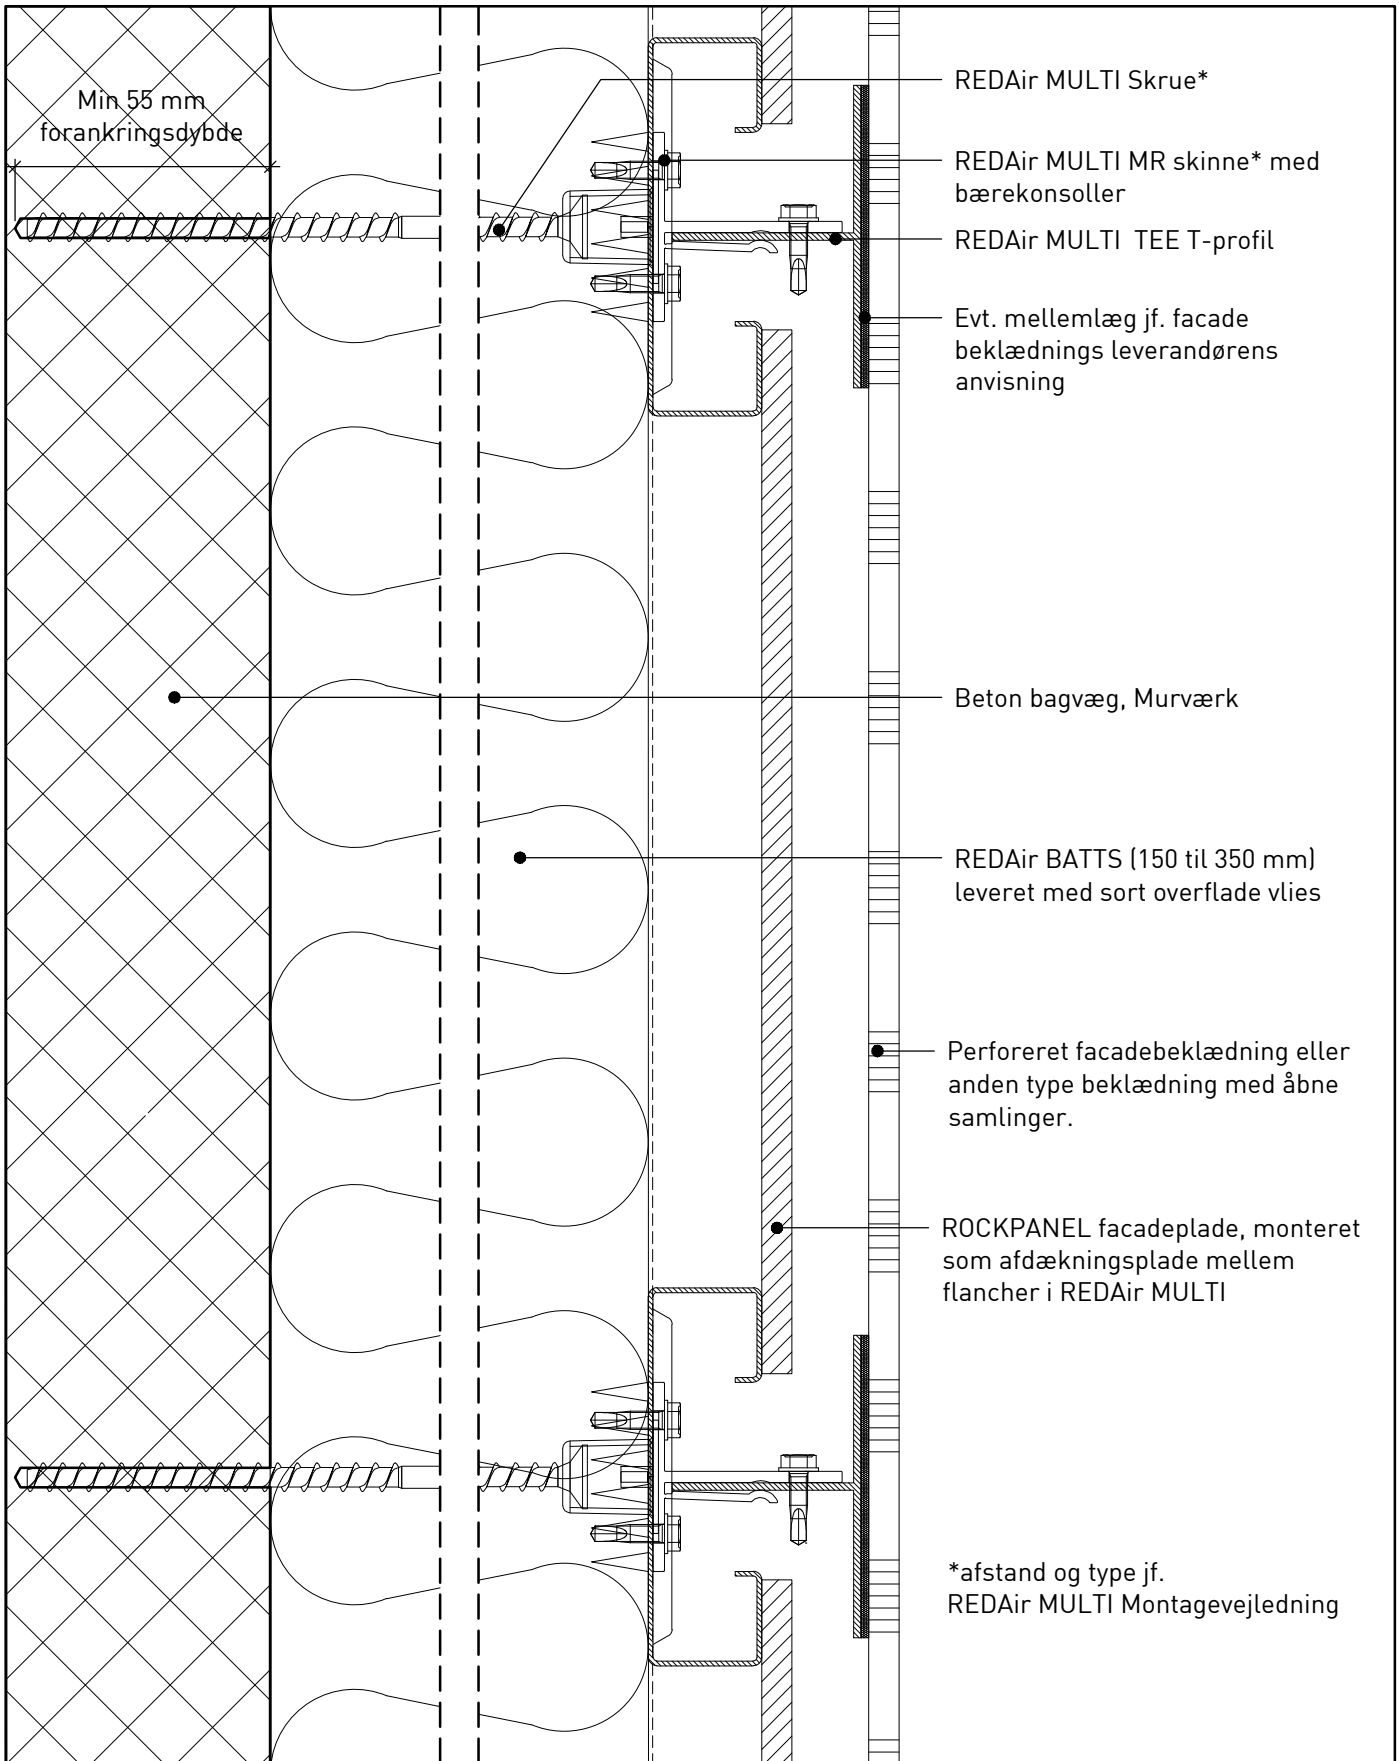 Min 55 mm
forankringsdybde
REDAir MULTI Skrue*
REDAir MULTI MR skinne* med
bærekonsoller
REDAir MULTI TEE T-profil
Evt. mellemlæg jf. facade
beklædnings leverandørens
anvisning
Beton bagvæg, Murværk
REDAir BATTS (150 til 350 mm)
leveret med sort overflade vlies
Perforeret facadebeklædning eller
anden type beklædning med åbne
samlinger.
ROCKPANEL facadeplade, monteret
som afdækningsplade mellem
flancher i REDAir MULTI
*afstand og type jf.
REDAir MULTI Montagevejledning